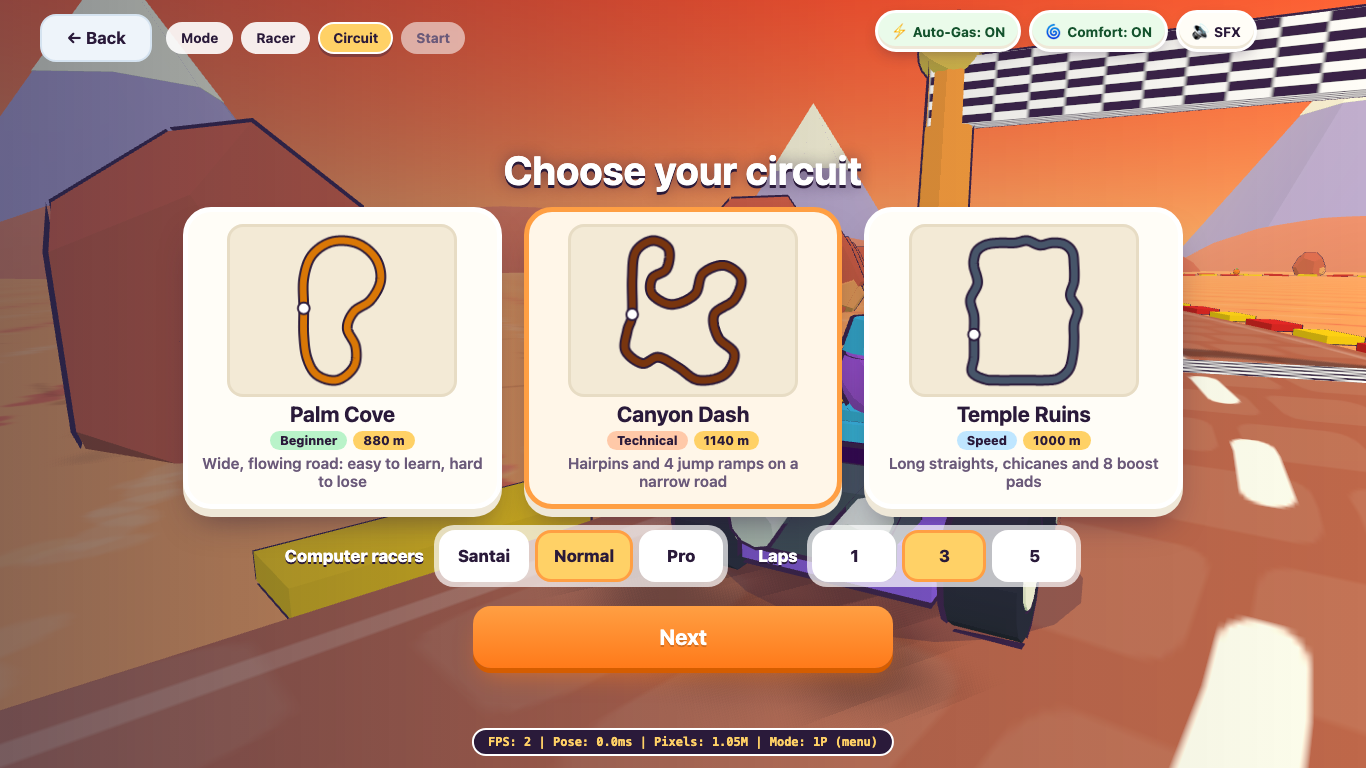 ← Back
Mode
Racer
Circuit
Start
⚡ Auto-Gas: ON
🌀 Comfort: ON
🔉 SFX
Choose your circuit
Palm Cove
Beginner
880 m
Wide, flowing road: easy to learn, hard
to lose
Canyon Dash
Technical
1140 m
Hairpins and 4 jump ramps on a
narrow road
Temple Ruins
Speed
1000 m
Long straights, chicanes and 8 boost
pads
Computer racers
Santai
Normal
Pro
Laps
1
3
5
Next
FPS: 2 | Pose: 0.0ms | Pixels: 1.05M | Mode: 1P (menu)